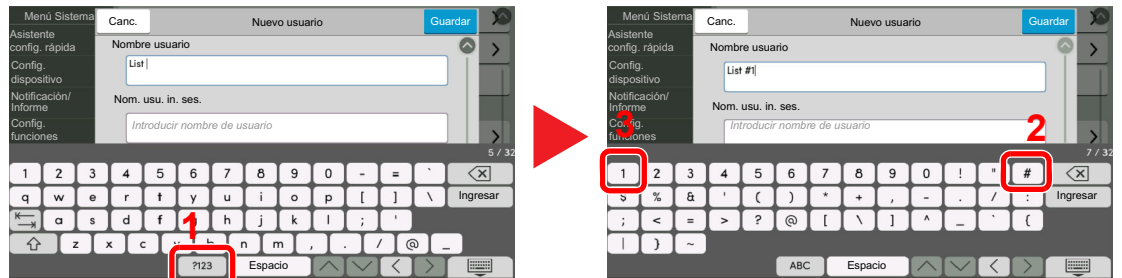 Menú Sistema
Canc.
Nuevo usuario
Guardar
Asistente
config. rápida
Nombre usuario
List
Config.
dispositivo
Notificación/
Informe
Nom. usu. in. ses.
Config.
funciones
Introducir nombre de usuario
5 / 32
1 2 3 4 5 6 7 8 9 0 - = `
q w e r t y u i o p [ ] \ Ingresar
a s d f g h j k l ; '
1
z x c v b n m , . / @ _
?123 Espacio
Menú Sistema
Canc.
Nuevo usuario
Guardar
Asistente
config. rápida
Nombre usuario
List #1
Config.
dispositivo
Notificación/
Informe
Nom. usu. in. ses.
Config.
funciones
Introducir nombre de usuario
3
2
7 / 32
1 2 3 4 5 6 7 8 9 0 ! " #
$ % & ' ( ) * + , - . / : Ingresar
; < = > ? @ [ \ ] ^ _ ` {
| } ~
ABC Espacio